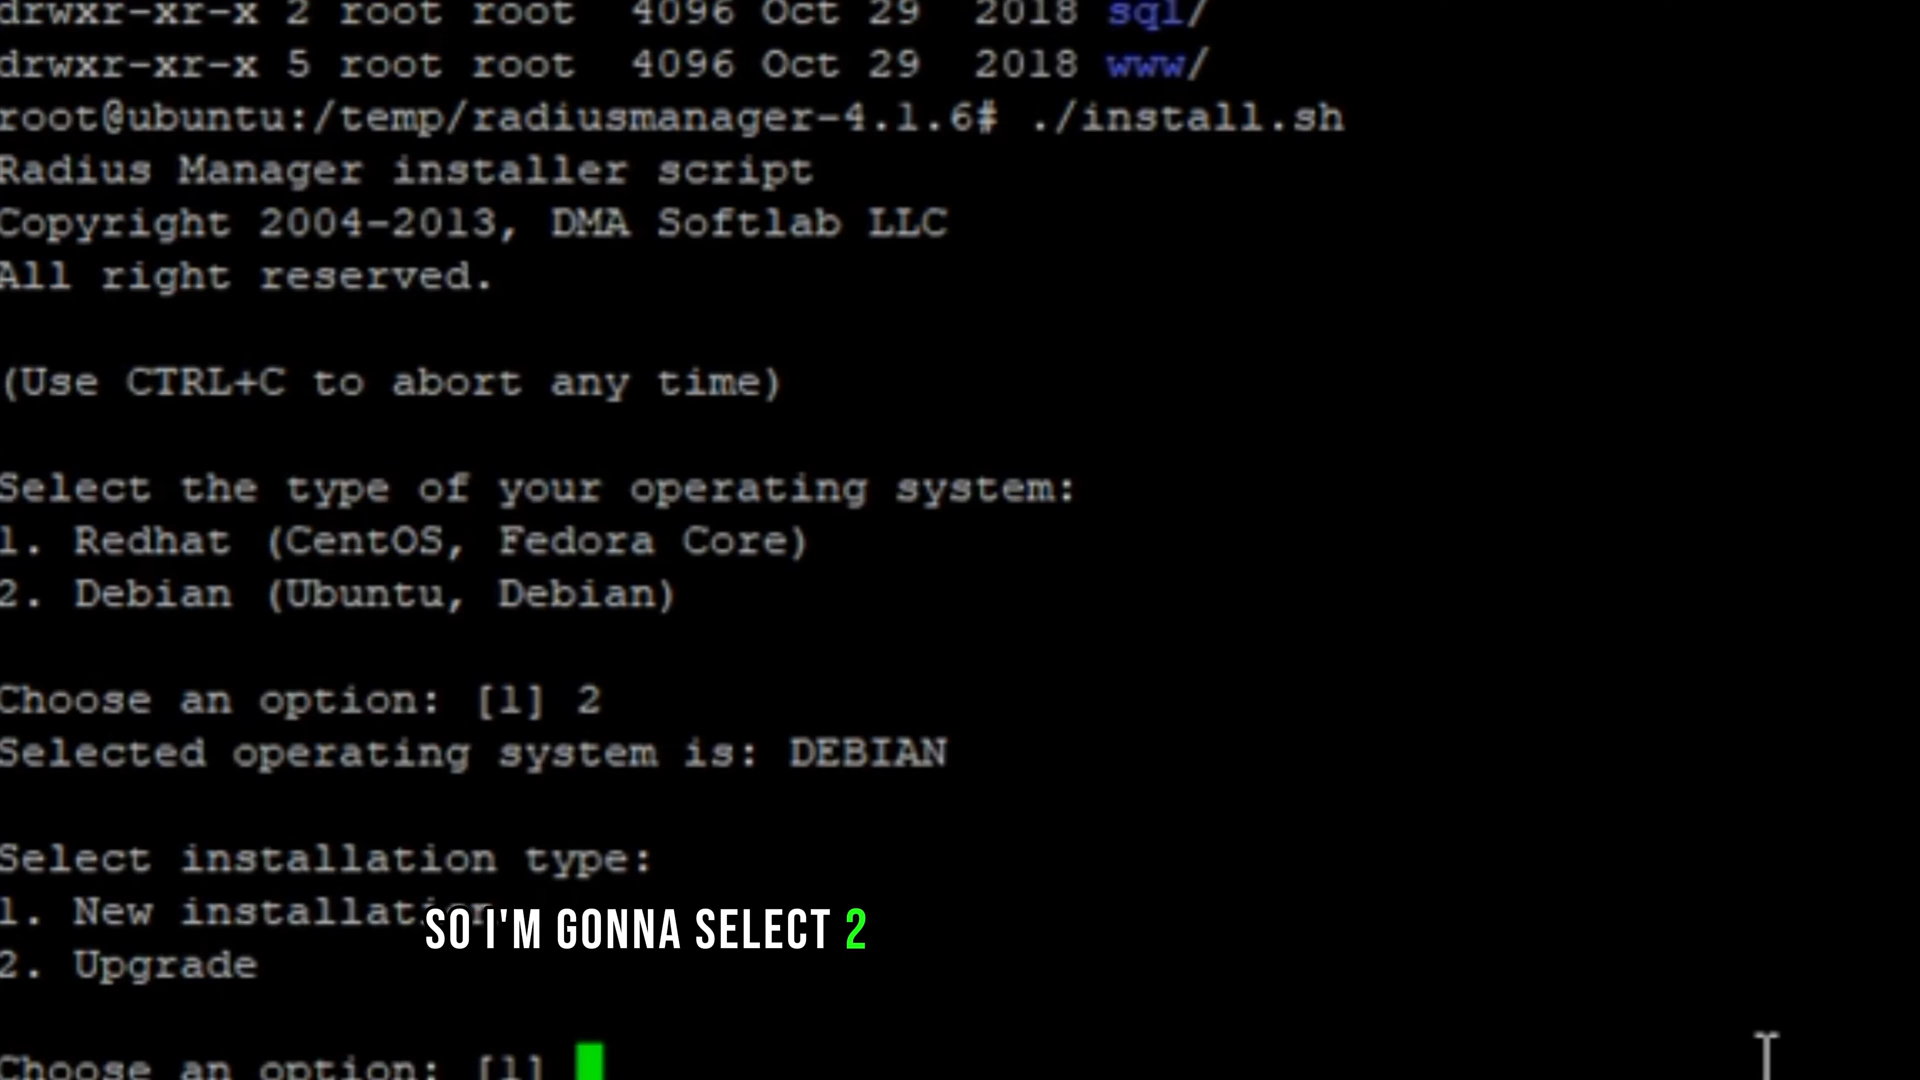 drwxr-xr-x 2 root root 4096 Oct 29 2018 sql/
drwxr-xr-x 5 root root 4096 Oct 29 2018 www/
root@ubuntu:/temp/radiusmanager-4.1.6# ./install.sh
Radius Manager installer script
Copyright 2004-2013, DMA Softlab LLC
All right reserved.
(Use CTRL+C to abort any time)
Select the type of your operating system:
1. Redhat (CentOS, Fedora Core)
2. Debian (Ubuntu, Debian)
Choose an option: [1] 2
Selected operating system is: DEBIAN
Select installation type:
1. New installation
SO I'M GONNA SELECT 2
2. Upgrade
Choose an option: [1]